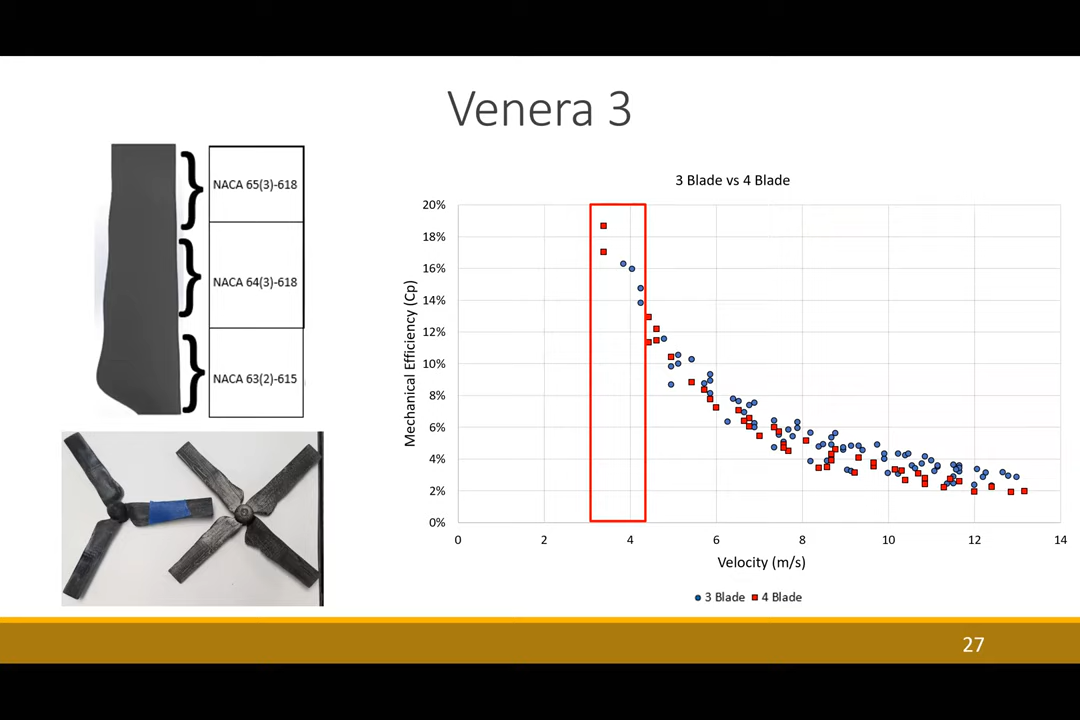 Venera 3
NACA 65(3)-618
NACA 64(3)-618
NACA 63(2)-615
3 Blade vs 4 Blade
Mechanical Efficiency (Cp)
20%
18%
16%
14%
12%
10%
8%
6%
4%
2%
0%
0 2 4 6 8 10 12 14
Velocity (m/s)
3 Blade 4 Blade
27